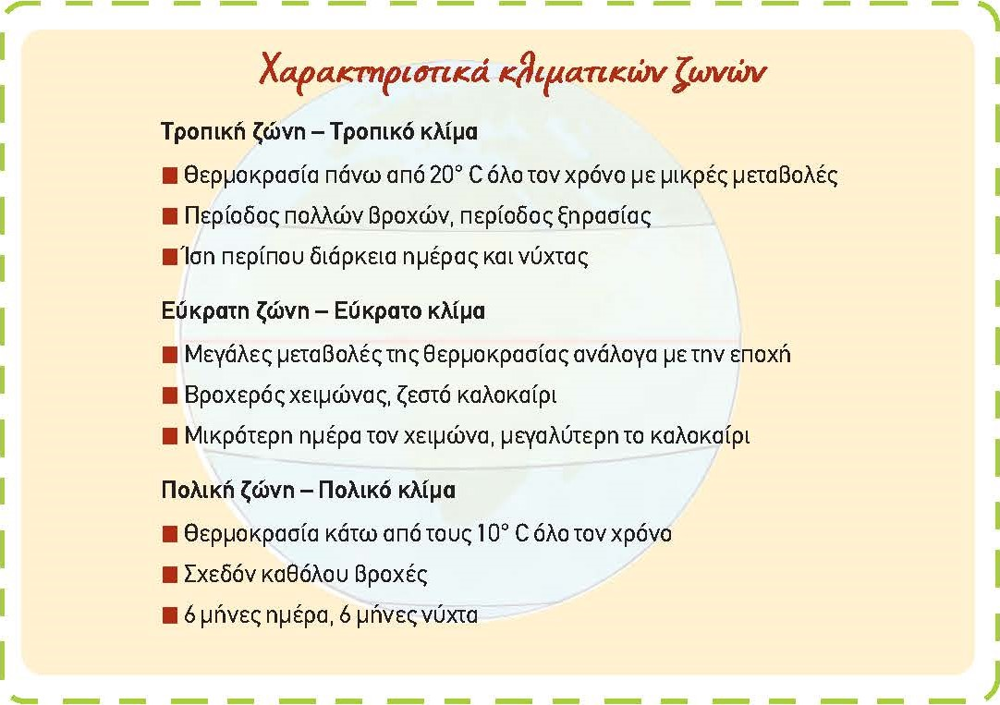 Χαρακτηριστικά κλιματικών ζωνών
Τροπική ζώνη – Τροπικό κλίμα
■ Θερμοκρασία πάνω από 20° C όλο τον χρόνο με μικρές μεταβολές
■ Περίοδος πολλών βροχών, περίοδος ξηρασίας
■ Ίση περίπου διάρκεια ημέρας και νύχτας
Εύκρατη ζώνη – Εύκρατο κλίμα
■ Μεγάλες μεταβολές της θερμοκρασίας ανάλογα με την εποχή
■ Βροχερός χειμώνας, ζεστό καλοκαίρι
■ Μικρότερη ημέρα τον χειμώνα, μεγαλύτερη το καλοκαίρι
Πολική ζώνη – Πολικό κλίμα
■ Θερμοκρασία κάτω από τους 10° C όλο τον χρόνο
■ Σχεδόν καθόλου βροχές
■ 6 μήνες ημέρα, 6 μήνες νύχτα